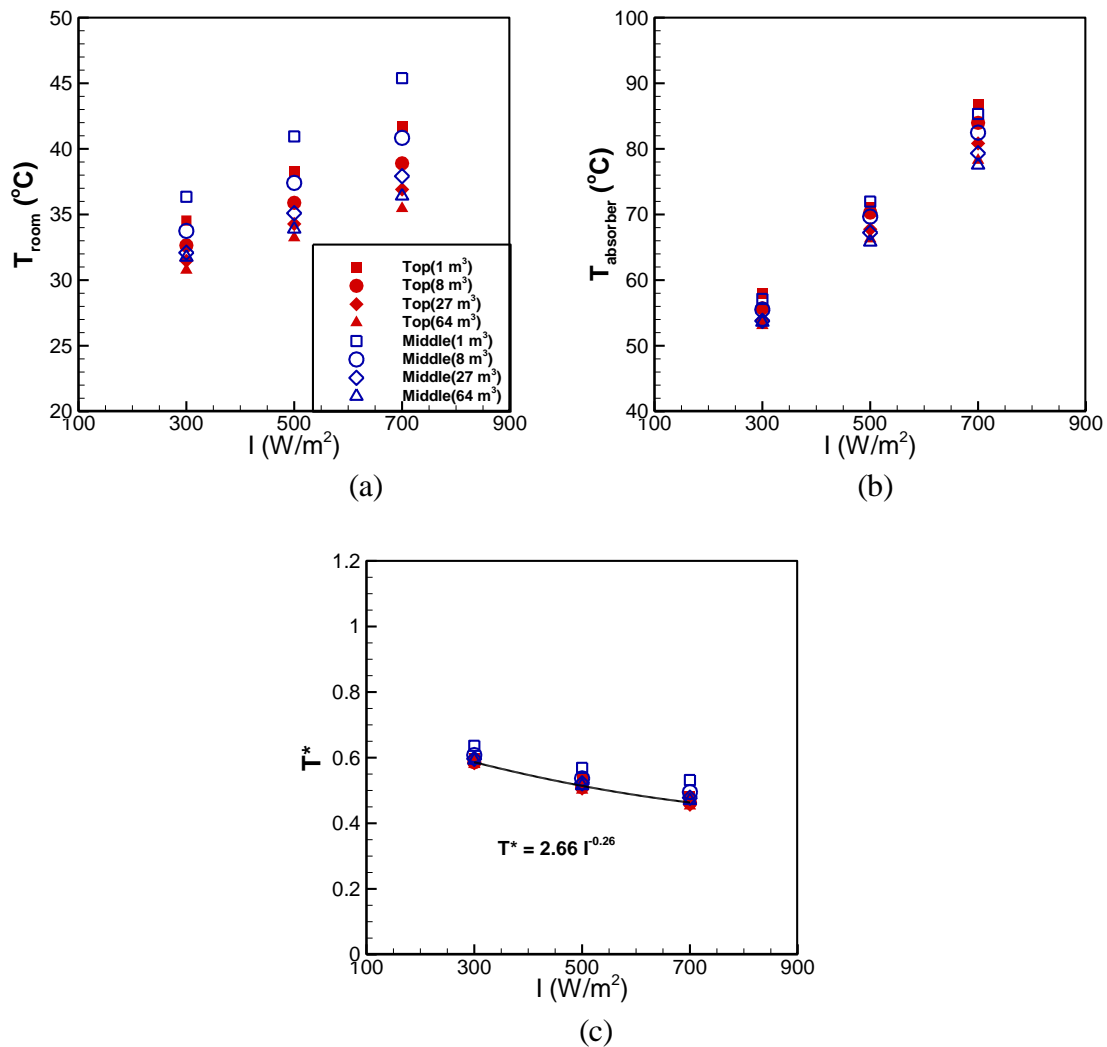 50
45
40
35
30
25
20
T_room (°C)
Top(1 m³)
Top(8 m³)
Top(27 m³)
Top(64 m³)
Middle(1 m³)
Middle(8 m³)
Middle(27 m³)
Middle(64 m³)
100 300 500 700 900
I (W/m²)
(a)
100
90
80
70
60
50
40
T_absorber (°C)
100 300 500 700 900
I (W/m²)
(b)
1.2
1
0.8
0.6
0.4
0.2
0
T*
T* = 2.66 I^-0.26
100 300 500 700 900
I (W/m²)
(c)